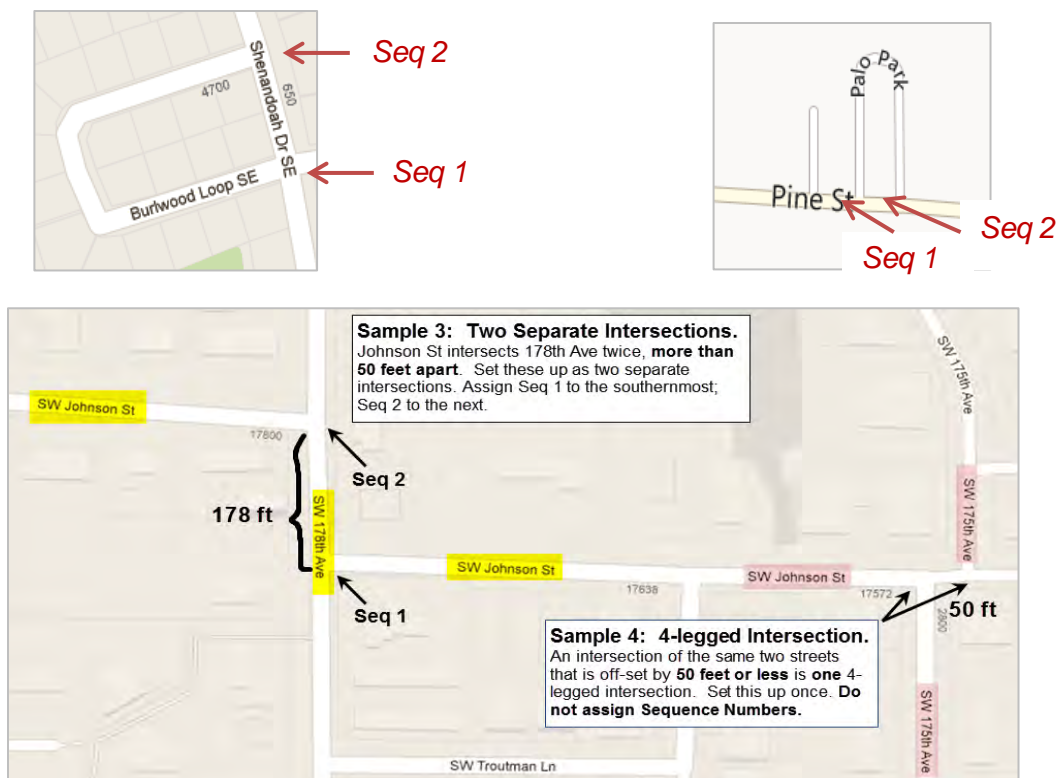 Shenandoah Dr SE
Seq 2
4700
650
Burlwood Loop SE
Seq 1
Palo Park
Pine St
Seq 1
Seq 2
Sample 3: Two Separate Intersections.
Johnson St intersects 178th Ave twice, more than
50 feet apart. Set these up as two separate
intersections. Assign Seq 1 to the southernmost;
Seq 2 to the next.
SW 175th Ave
SW Johnson St
17800
Seq 2
178 ft
SW 178th Ave
SW 175th Ave
SW Johnson St
SW Johnson St
17638
17572
Seq 1
50 ft
2800
Sample 4: 4-legged Intersection.
An intersection of the same two streets
that is off-set by 50 feet or less is one 4-
legged intersection. Set this up once. Do
not assign Sequence Numbers.
SW 175th Ave
SW Troutman Ln